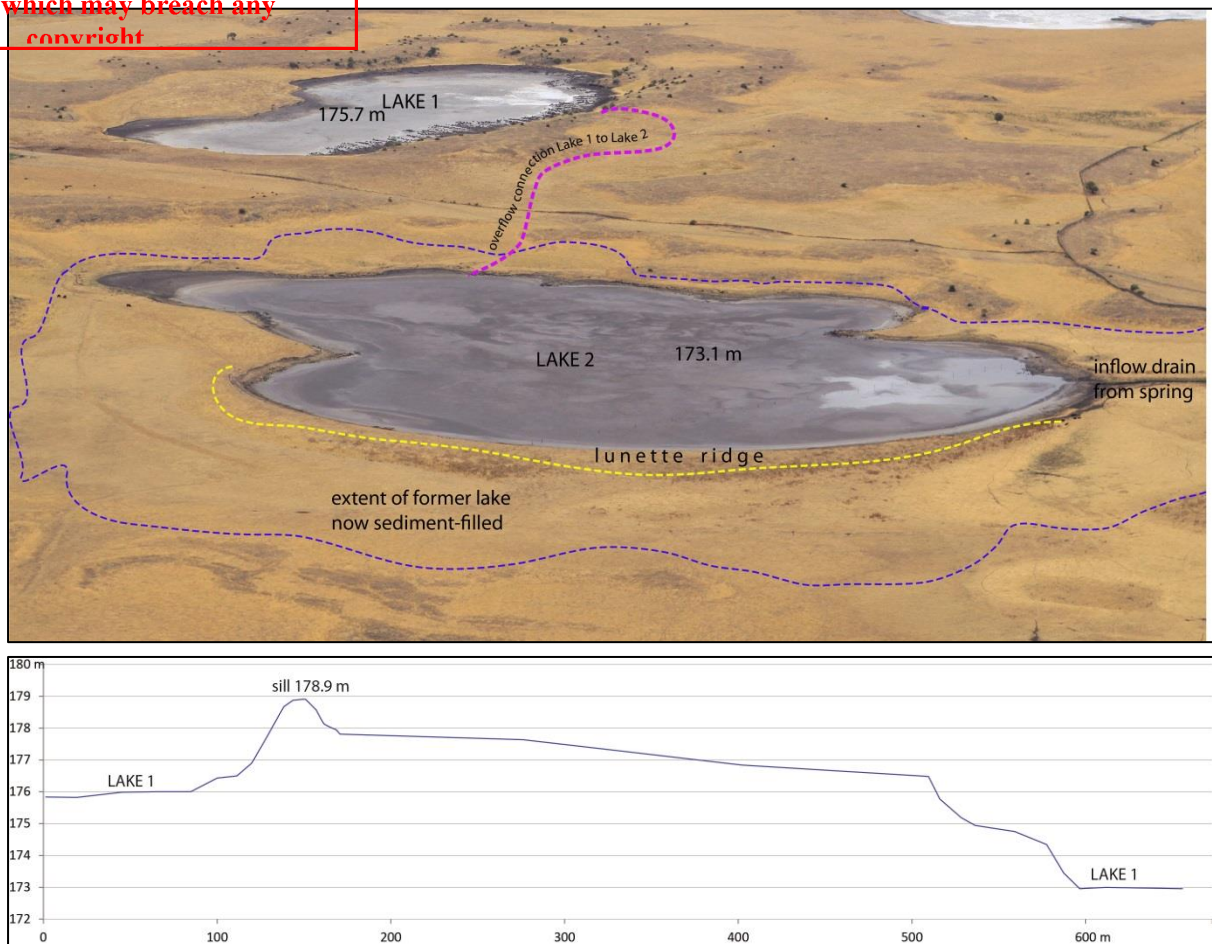 which may breach any
copyright
LAKE 1
175.7 m
overflow connection Lake 1 to Lake 2
LAKE 2
173.1 m
inflow drain
from spring
lunette ridge
extent of former lake
now sediment-filled
180 m
sill 178.9 m
179
178
177
LAKE 1
176
175
174
LAKE 1
173
172
0
100
200
300
400
500
600 m